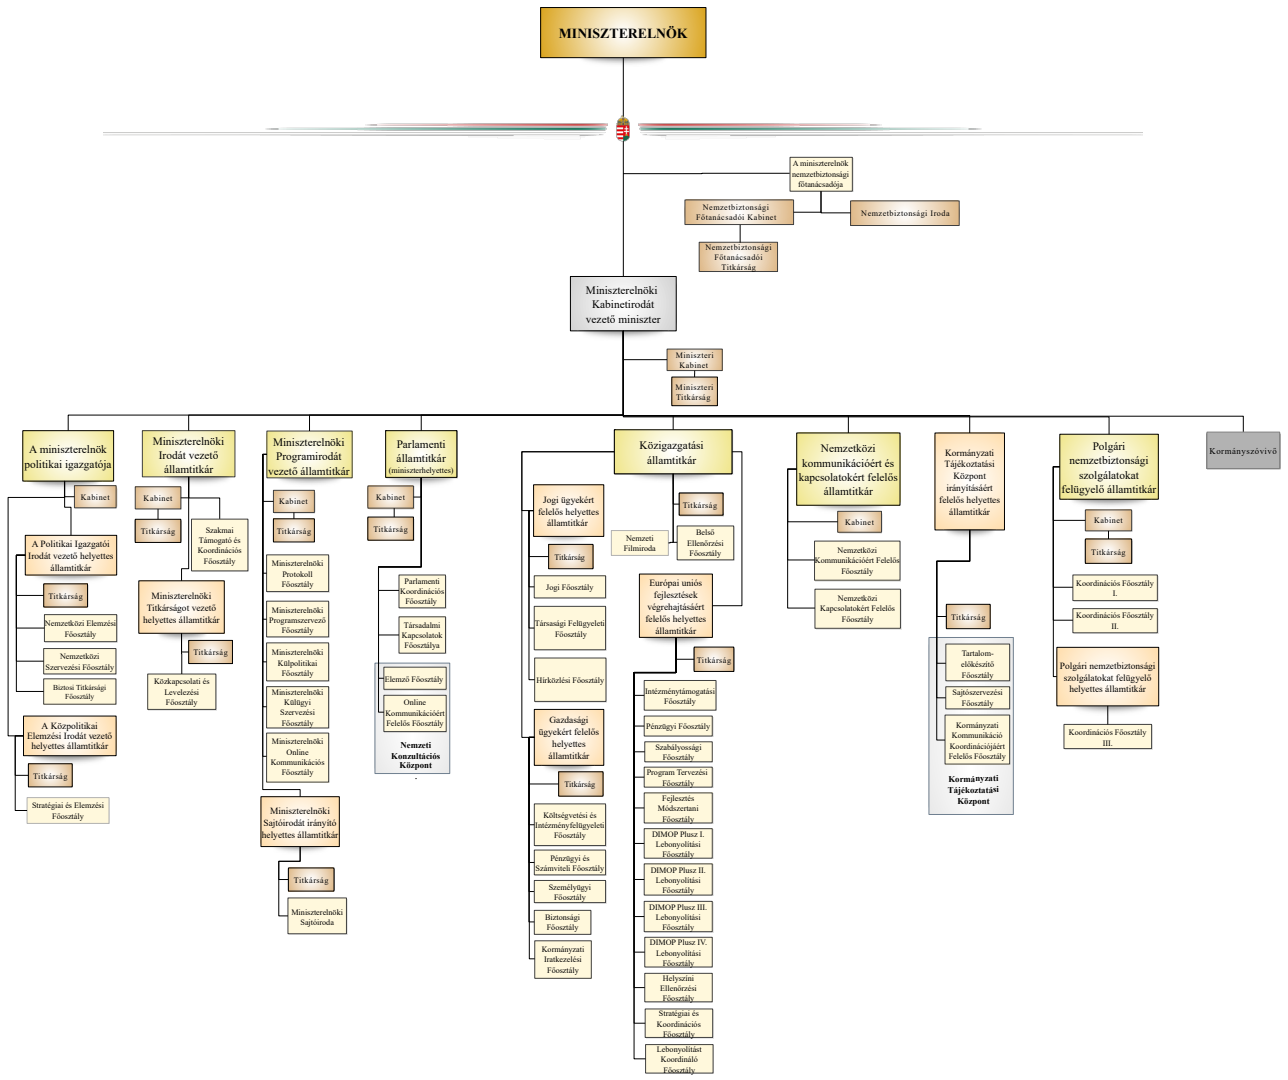 MINISZTERELNÖK
A miniszterelnök
nemzetbiztonsági
főtanácsadója
Nemzetbiztonsági
Főtanácsadói Kabinet
Nemzetbiztonsági Iroda
Nemzetbiztonsági
Főtanácsadói
Titkárság
Miniszterelnöki
Kabinetirodát
vezető miniszter
Miniszteri
Kabinet
Miniszteri
Titkárság
A miniszterelnök
politikai igazgatója
Kabinet
A Politikai Igazgatói
Irodát vezető helyettes
államtitkár
Titkárság
Nemzetközi Elemzési
Főosztály
Nemzetközi
Szervezési Főosztály
Biztosi Titkársági
Főosztály
A Közpolitikai
Elemzési Irodát vezető
helyettes államtitkár
Titkárság
Stratégiai és Elemzési
Főosztály
Miniszterelnöki
Irodát vezető
államtitkár
Kabinet
Titkárság
Szakmai
Támogató és
Koordinációs
Főosztály
Miniszterelnöki
Titkárságot vezető
helyettes államtitkár
Titkárság
Közkapcsolati és
Levelezési
Főosztály
Miniszterelnöki
Programirodát
vezető államtitkár
Kabinet
Titkárság
Miniszterelnöki
Protokoll
Főosztály
Miniszterelnöki
Programszervező
Főosztály
Miniszterelnöki
Külpolitikai
Főosztály
Miniszterelnöki
Külügyi
Szervezési
Főosztály
Miniszterelnöki
Online
Kommunikációs
Főosztály
Miniszterelnöki
Sajtóirodát irányító
helyettes államtitkár
Titkárság
Miniszterelnöki
Sajtóiroda
Parlamenti
államtitkár
(miniszterhelyettes)
Kabinet
Titkárság
Parlamenti
Koordinációs
Főosztály
Társadalmi
Kapcsolatok
Főosztálya
Elemző Főosztály
Online
Kommunikációért
Felelős Főosztály
Nemzeti
Konzultációs
Központ
Közigazgatási
államtitkár
Titkárság
Nemzeti
Filmiroda
Belső
Ellenőrzési
Főosztály
Jogi ügyekért
felelős helyettes
államtitkár
Titkárság
Jogi Főosztály
Társasági Felügyeleti
Főosztály
Hírközlési Főosztály
Gazdasági
ügyekért felelős
helyettes
államtitkár
Titkárság
Költségvetési és
Intézményfelügyeleti
Főosztály
Pénzügyi és
Számviteli Főosztály
Személyügyi
Főosztály
Biztonsági
Főosztály
Kormányzati
Iratkezelési
Főosztály
Európai uniós
fejlesztések
végrehajtásáért
felelős helyettes
államtitkár
Titkárság
Intézménytámogatási
Főosztály
Pénzügyi Főosztály
Szabályossági
Főosztály
Program Tervezési
Főosztály
Fejlesztés
Módszertani
Főosztály
DIMOP Plusz I.
Lebonyolítási
Főosztály
DIMOP Plusz II.
Lebonyolítási
Főosztály
DIMOP Plusz III.
Lebonyolítási
Főosztály
DIMOP Plusz IV.
Lebonyolítási
Főosztály
Helyszíni
Ellenőrzési
Főosztály
Stratégiai és
Koordinációs
Főosztály
Lebonyolítást
Koordináló
Főosztály
Nemzetközi
kommunikációért és
kapcsolatokért felelős
államtitkár
Kabinet
Nemzetközi
Kommunikációért Felelős
Főosztály
Nemzetközi
Kapcsolatokért Felelős
Főosztály
Kormányzati
Tájékoztatási
Központ
irányításáért
felelős helyettes
államtitkár
Titkárság
Tartalom-
előkészítő
Főosztály
Sajtószervezési
Főosztály
Kormányzati
Kommunikáció
Koordinációjáért
Felelős Főosztály
Kormányzati
Tájékoztatási
Központ
Polgári
nemzetbiztonsági
szolgálatokat
felügyelő államtitkár
Kabinet
Titkárság
Koordinációs Főosztály
I.
Koordinációs Főosztály
II.
Polgári nemzetbiztonsági
szolgálatokat felügyelő
helyettes államtitkár
Koordinációs Főosztály
III.
Kormányszóvivő